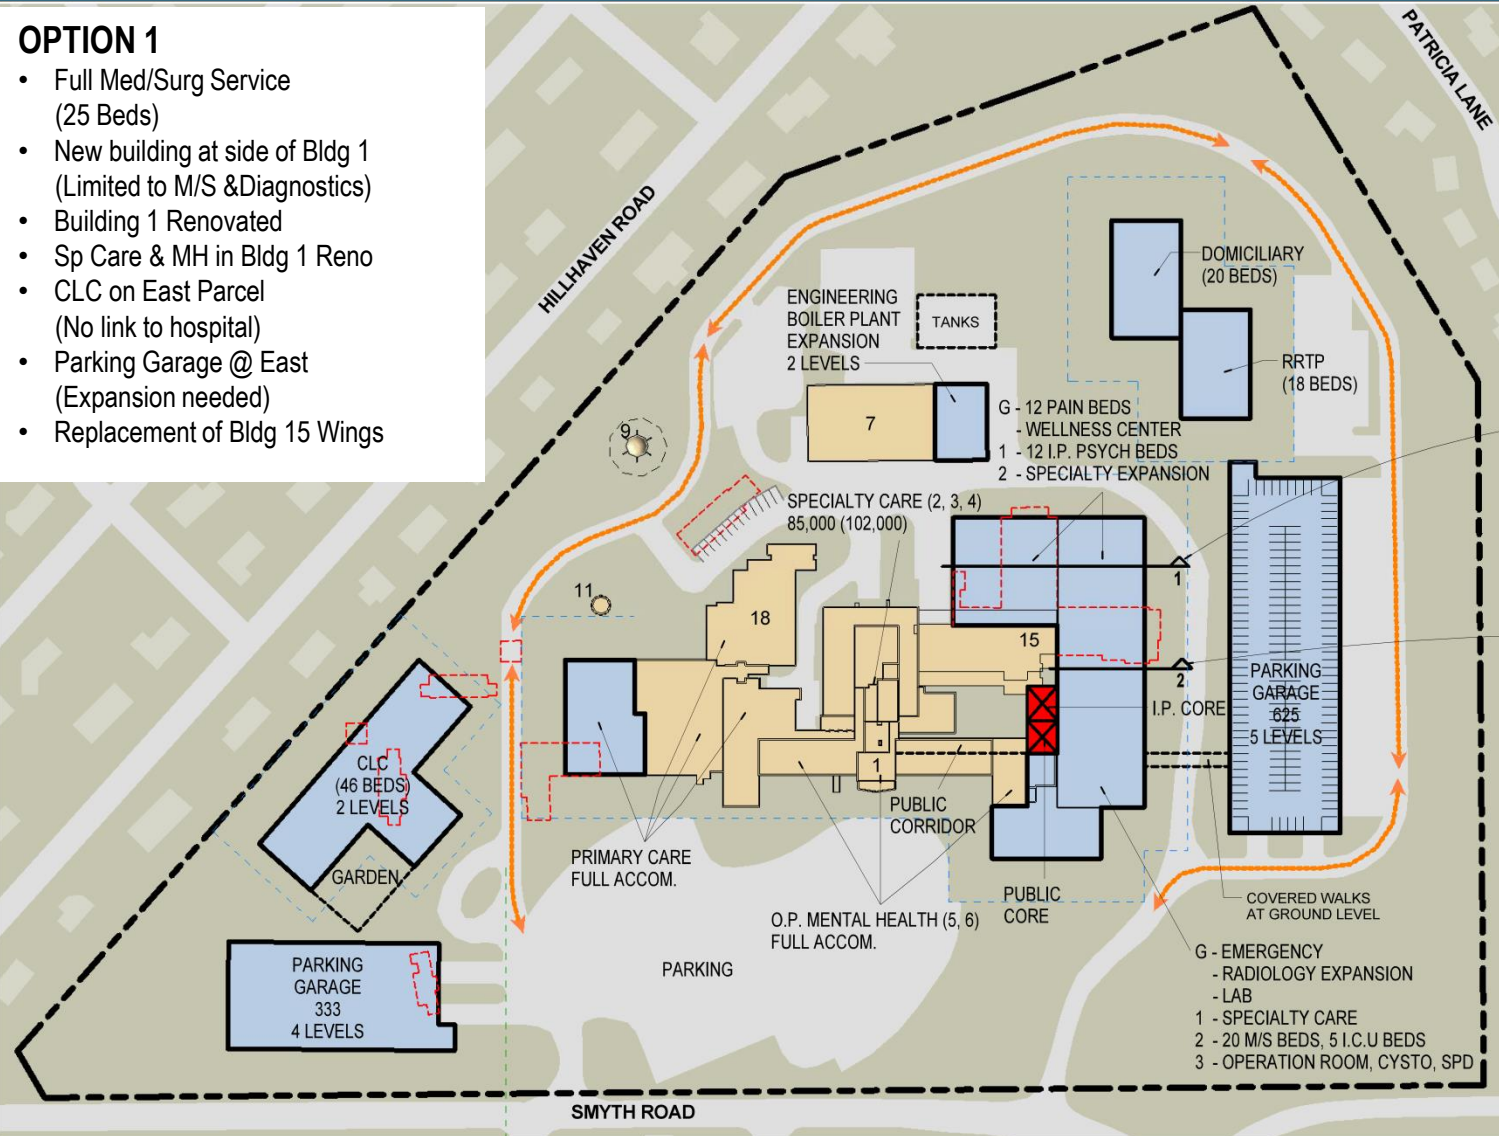 OPTION 1
• Full Med/Surg Service
(25 Beds)
• New building at side of Bldg 1
(Limited to M/S &Diagnostics)
• Building 1 Renovated
• Sp Care & MH in Bldg 1 Reno
• CLC on East Parcel
(No link to hospital)
• Parking Garage @ East
(Expansion needed)
• Replacement of Bldg 15 Wings
PATRICIA LANE
HILLHAVEN ROAD
DOMICILIARY
(20 BEDS)
RRTP
(18 BEDS)
ENGINEERING
BOILER PLANT
EXPANSION
2 LEVELS
TANKS
7
9
G - 12 PAIN BEDS
- WELLNESS CENTER
1 - 12 I.P. PSYCH BEDS
2 - SPECIALTY EXPANSION
SPECIALTY CARE (2, 3, 4)
85,000 (102,000)
1
11
18
15
2
PARKING
GARAGE
625
5 LEVELS
I.P. CORE
CLC
(46 BEDS)
2 LEVELS
1
PUBLIC
CORRIDOR
GARDEN
PRIMARY CARE
FULL ACCOM.
PUBLIC
CORE
COVERED WALKS
AT GROUND LEVEL
O.P. MENTAL HEALTH (5, 6)
FULL ACCOM.
PARKING
PARKING
GARAGE
333
4 LEVELS
G - EMERGENCY
- RADIOLOGY EXPANSION
- LAB
1 - SPECIALTY CARE
2 - 20 M/S BEDS, 5 I.C.U BEDS
3 - OPERATION ROOM, CYSTO, SPD
SMYTH ROAD